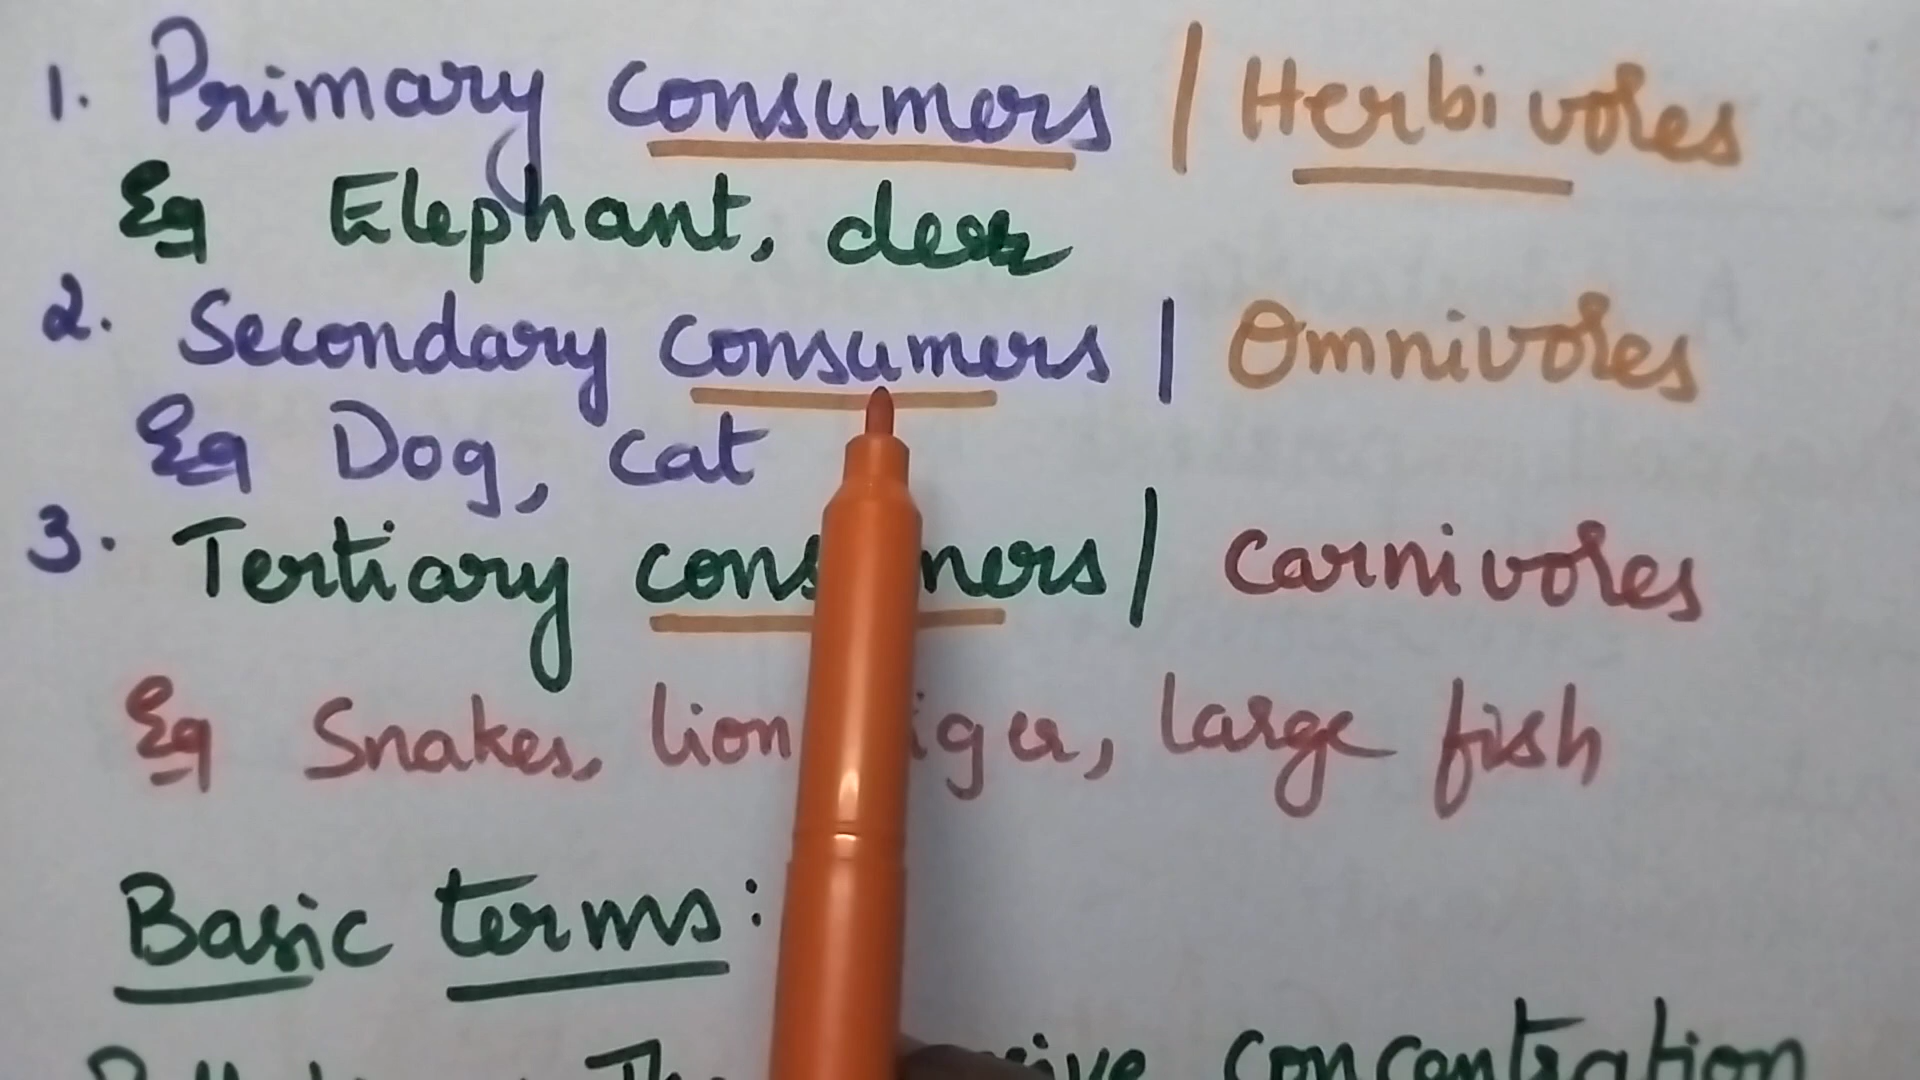 1. Primary consumers / Herbivores
Eg Elephant, deer
2. Secondary consumers / Omnivores
Eg Dog, cat
3. Tertiary / Carnivores
Eg Snakes, lion large fish
Basic terms:
concentration